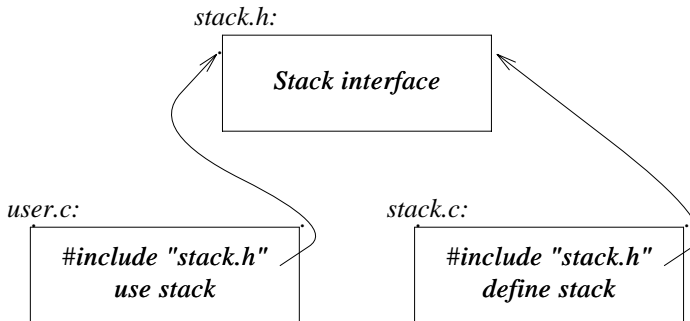 stack.h:
Stack interface
user.c:
#include "stack.h"
use stack
stack.c:
#include "stack.h"
define stack